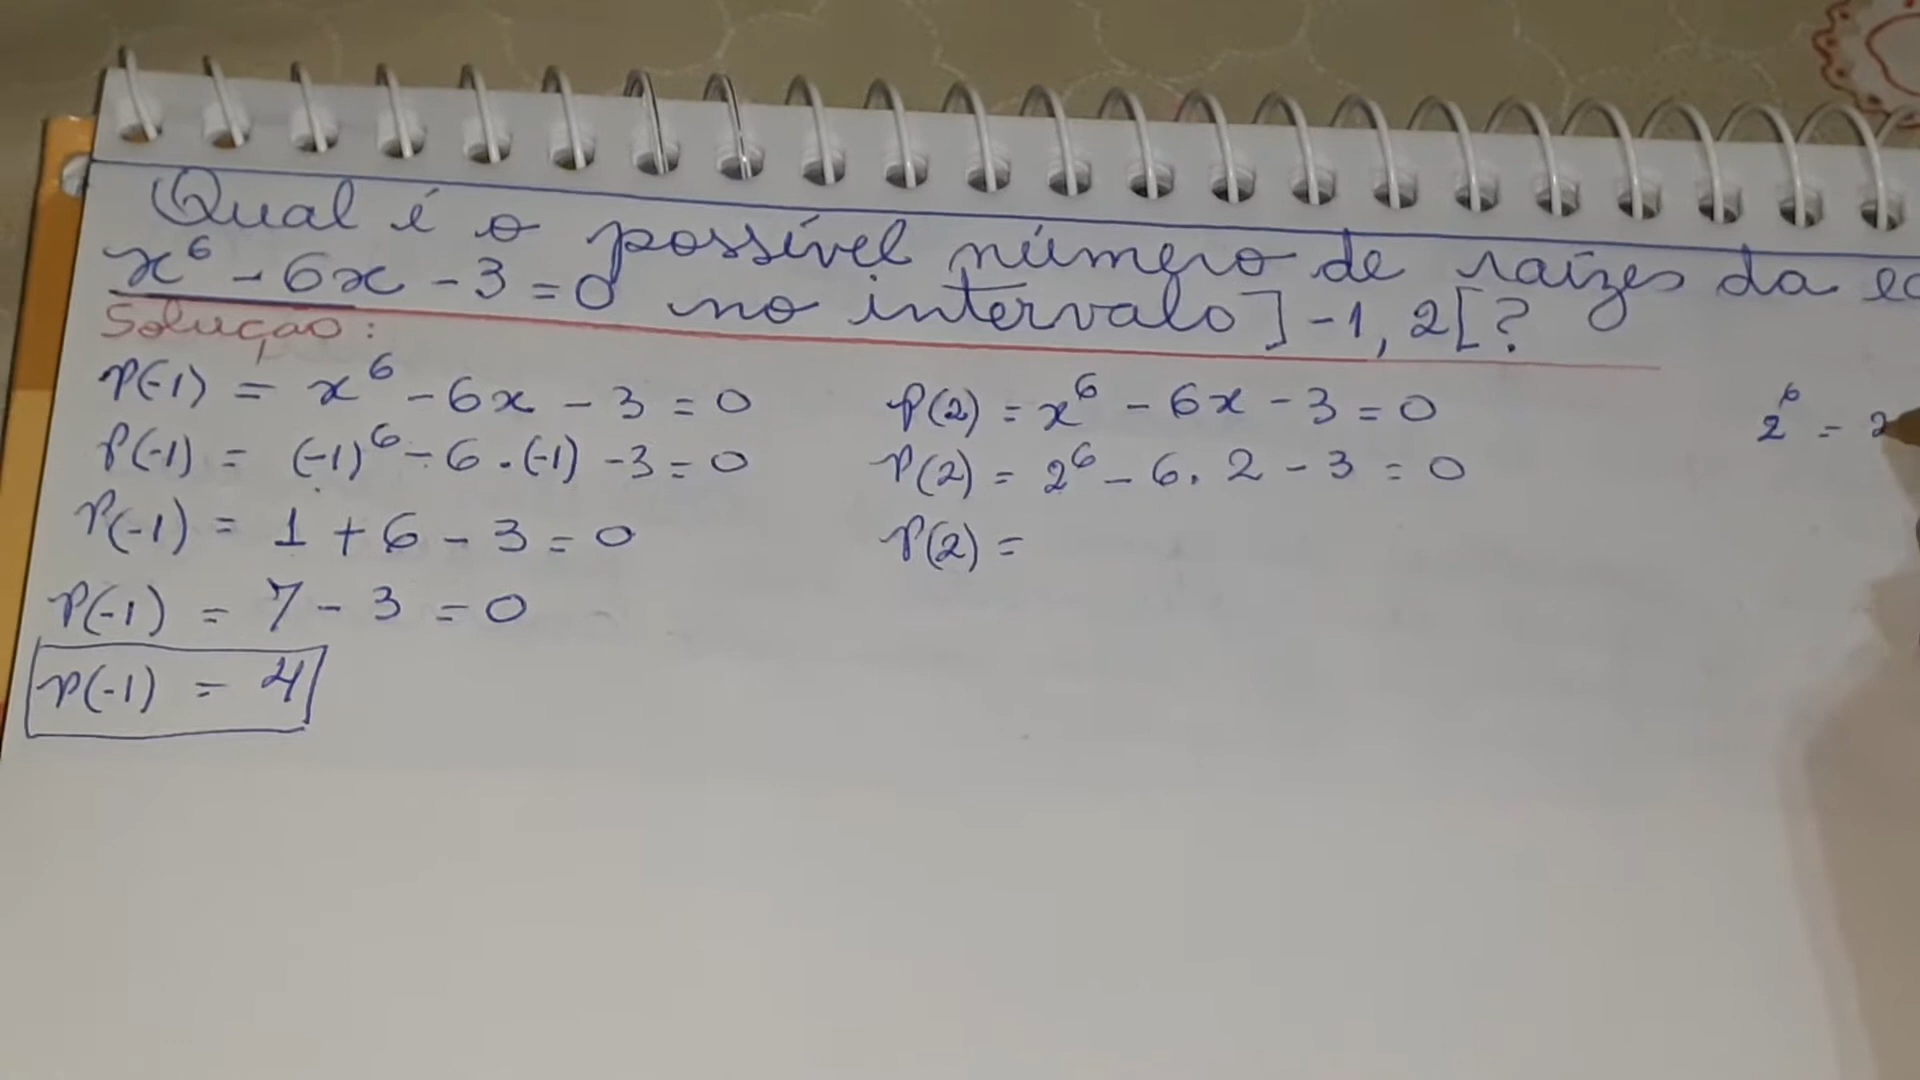 Qual é o possível número de raízes da
x⁶ - 6x - 3 = 0 no intervalo ]-1, 2[ ?
Solução:
P(-1) = x⁶ - 6x - 3 = 0
P(-1) = (-1)⁶ - 6 . (-1) - 3 = 0
P(-1) = 1 + 6 - 3 = 0
P(-1) = 7 - 3 = 0
P(-1) = 4
P(2) = x⁶ - 6x - 3 = 0
P(2) = 2⁶ - 6 . 2 - 3 = 0
P(2) =
2⁶ = 2